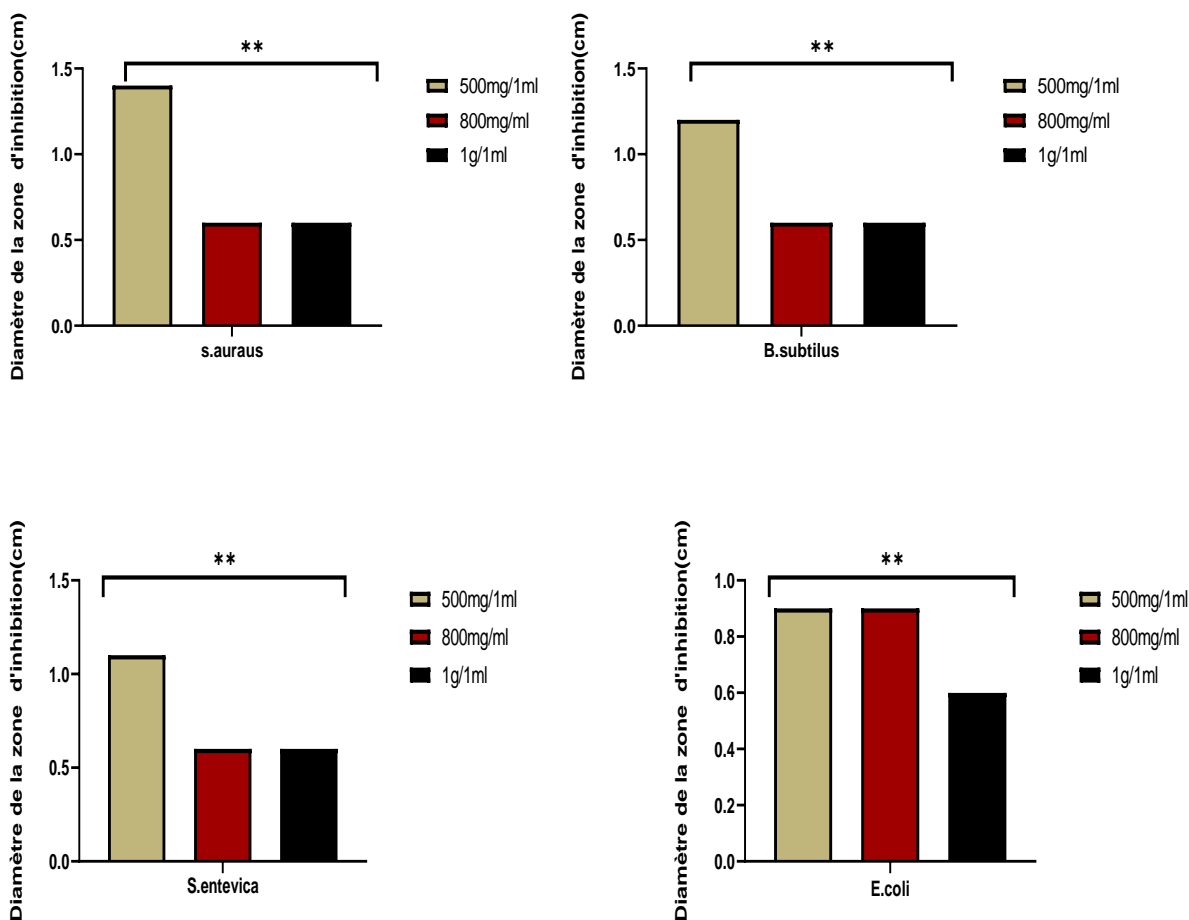 Diamètre de la zone d'inhibition(cm)
**
1.5
1.0
0.5
0.0
s.auraus
500mg/1ml
800mg/ml
1g/1ml
Diamètre de la zone d'inhibition(cm)
**
1.5
1.0
0.5
0.0
B.subtilus
500mg/1ml
800mg/ml
1g/1ml
Diamètre de la zone d'inhibition(cm)
**
1.5
1.0
0.5
0.0
S.entevica
500mg/1ml
800mg/ml
1g/1ml
Diamètre de la zone d'inhibition(cm)
**
1.0
0.8
0.6
0.4
0.2
0.0
E.coli
500mg/1ml
800mg/ml
1g/1ml